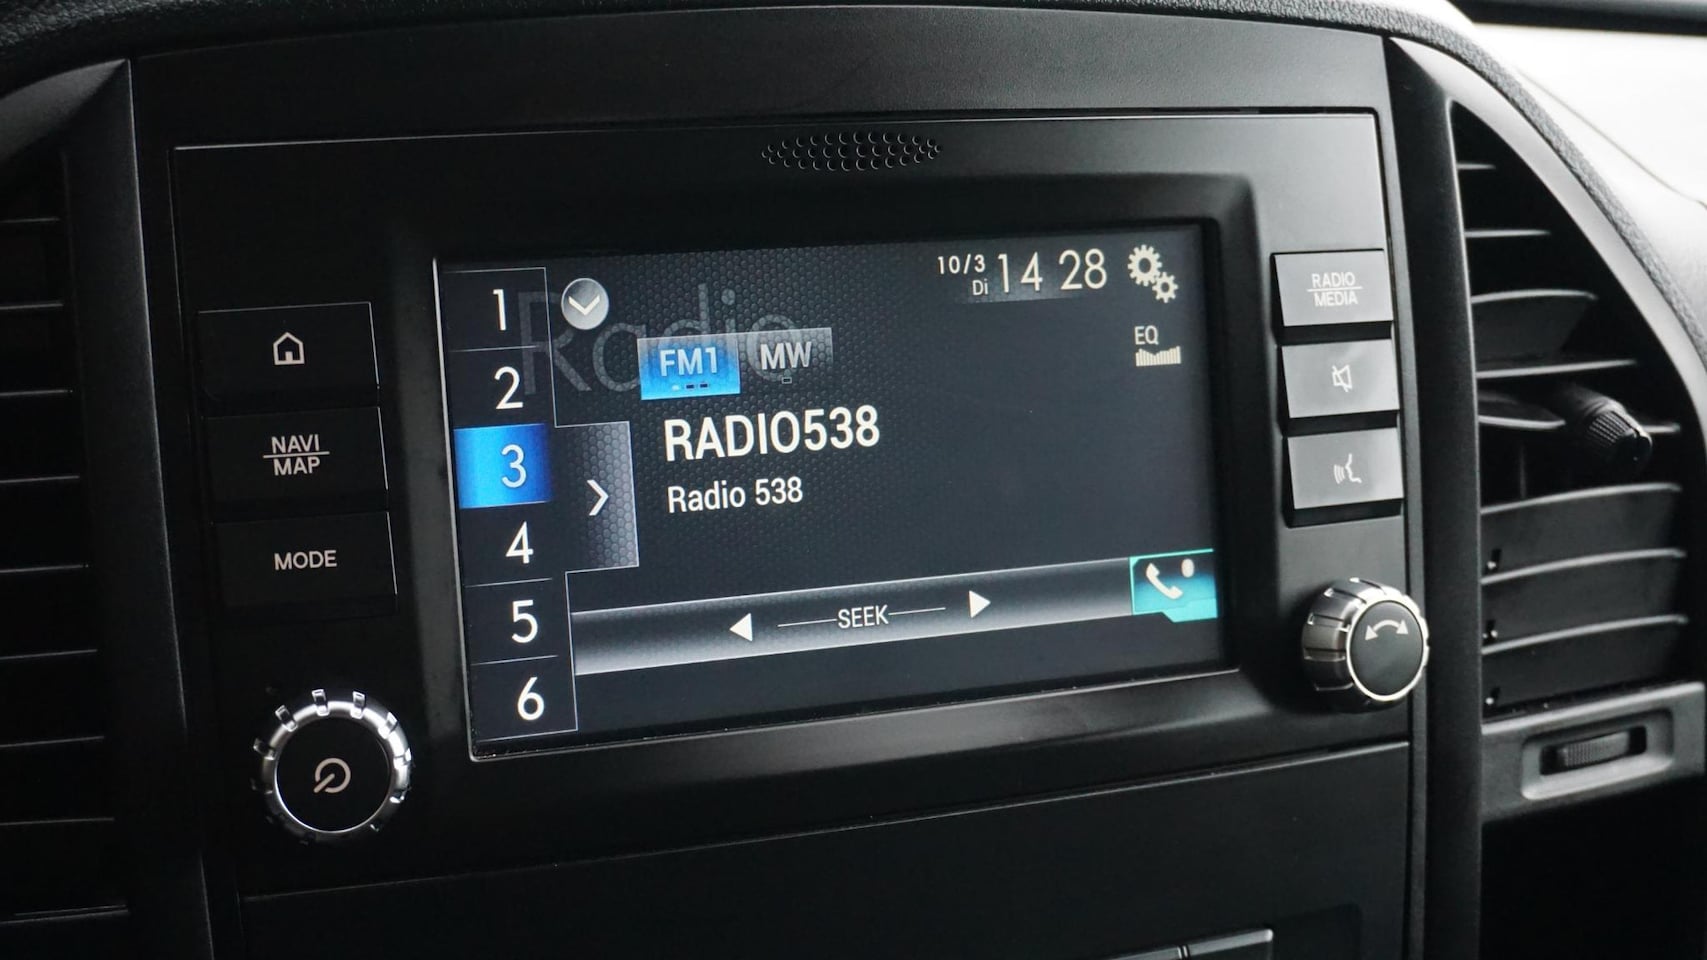 Radio
10/3
Di
14 28
EQ
FM1 MW
RADIO538
Radio 538
1
2
3
4
5
6
SEEK
NAVI
MAP
MODE
RADIO
MEDIA